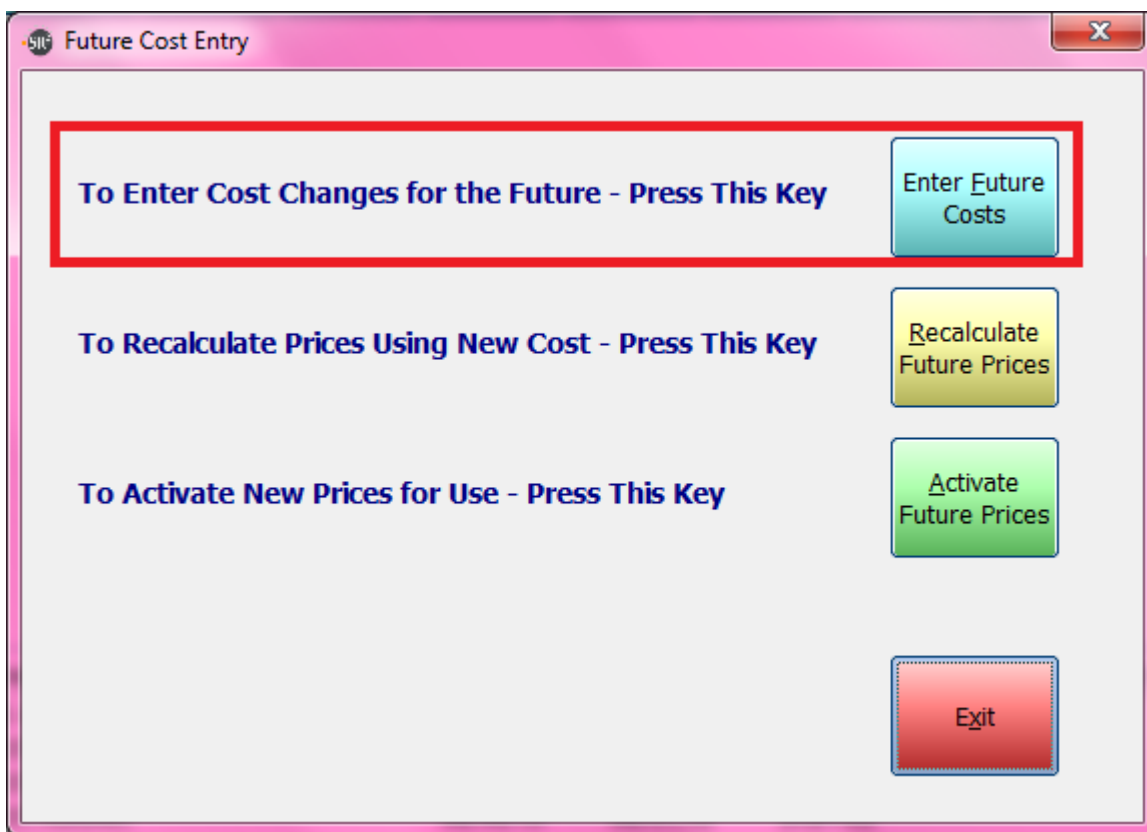 Future Cost Entry
To Enter Cost Changes for the Future - Press This Key
Enter Future
Costs
To Recalculate Prices Using New Cost - Press This Key
Recalculate
Future Prices
To Activate New Prices for Use - Press This Key
Activate
Future Prices
Exit